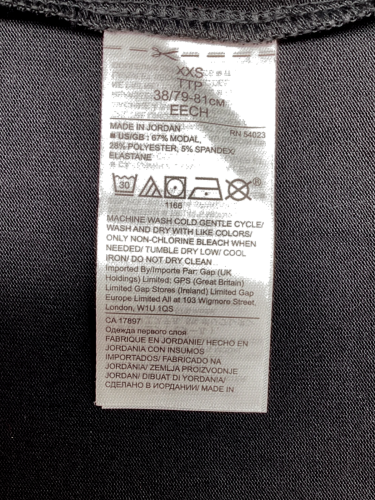 XXS
TTP
38/79-81СМ
EECH
MADE IN JORDAN RN 54023
US/GB: 67% MODAL,
28% POLYESTER, 5% SPANDEX/
ELASTANE
30
1166
MACHINE WASH COLD GENTLE CYCLE/
WASH AND DRY WITH LIKE COLORS/
ONLY NON-CHLORINE BLEACH WHEN
NEEDED/ TUMBLE DRY LOW/ COOL
IRON/ DO NOT DRY CLEAN
Imported By/Importe Par: Gap (UK
Holdings) Limited; GPS (Great Britain)
Limited Gap Stores (Ireland) Limited Gap
Europe Limited All at 103 Wigmore Street,
London, W1U 1QS
CA 17897
Одежда первого слой
FABRIQUE EN JORDANIE/ HECHO EN
JORDANIA CON INSUMOS
IMPORTADOS/ FABRICADO NA
JORDÂNIA/ ZEMLJA PROIZVODNJE
JORDAN/ DIBUAT DI YORDANIA/
СДЕЛАНО В ИОРДАНИИ/ MADE IN